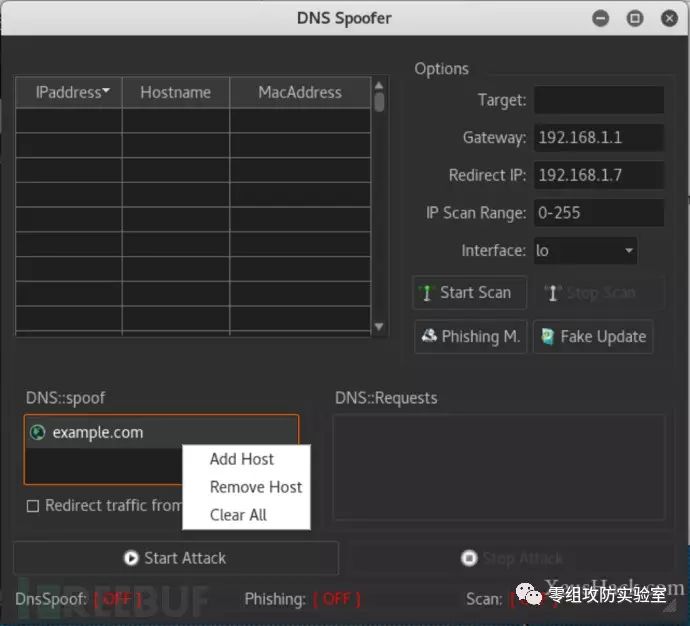 DNS Spoofer
IPaddress Hostname MacAddress
Options
Target:
Gateway: 192.168.1.1
Redirect IP: 192.168.1.7
IP Scan Range: 0-255
Interface: lo
Start Scan Stop Scan
Phishing M. Fake Update
DNS::spoof
example.com
Add Host
Remove Host
Clear All
Redirect traffic from
DNS::Requests
Start Attack Stop Attack
DnsSpoof: [ OFF ] Phishing: [ OFF ] Scan:
REEBUF
零组攻防实验室